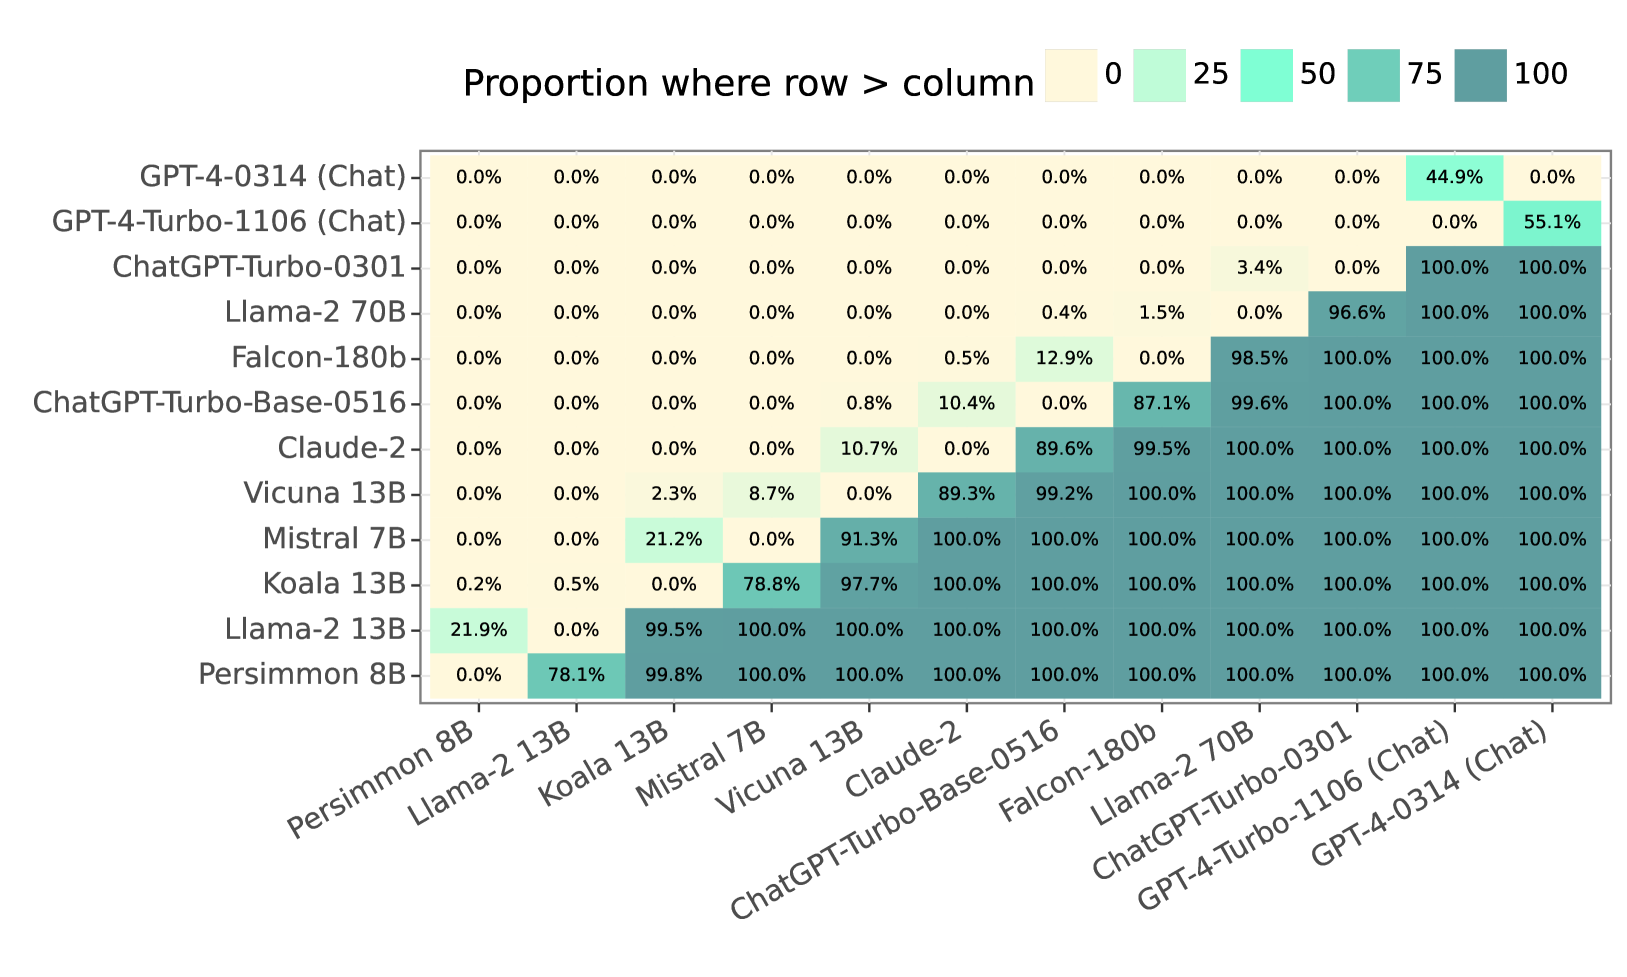 Proportion where row > column 0 25 50 75 100
GPT-4-0314 (Chat) 0.0% 0.0% 0.0% 0.0% 0.0% 0.0% 0.0% 0.0% 0.0% 0.0% 44.9% 0.0%
GPT-4-Turbo-1106 (Chat) 0.0% 0.0% 0.0% 0.0% 0.0% 0.0% 0.0% 0.0% 0.0% 0.0% 0.0% 55.1%
ChatGPT-Turbo-0301 0.0% 0.0% 0.0% 0.0% 0.0% 0.0% 0.0% 0.0% 3.4% 0.0% 100.0% 100.0%
Llama-2 70B 0.0% 0.0% 0.0% 0.0% 0.0% 0.0% 0.4% 1.5% 0.0% 96.6% 100.0% 100.0%
Falcon-180b 0.0% 0.0% 0.0% 0.0% 0.0% 0.5% 12.9% 0.0% 98.5% 100.0% 100.0% 100.0%
ChatGPT-Turbo-Base-0516 0.0% 0.0% 0.0% 0.0% 0.8% 10.4% 0.0% 87.1% 99.6% 100.0% 100.0% 100.0%
Claude-2 0.0% 0.0% 0.0% 0.0% 10.7% 0.0% 89.6% 99.5% 100.0% 100.0% 100.0% 100.0%
Vicuna 13B 0.0% 0.0% 2.3% 8.7% 0.0% 89.3% 99.2% 100.0% 100.0% 100.0% 100.0% 100.0%
Mistral 7B 0.0% 0.0% 21.2% 0.0% 91.3% 100.0% 100.0% 100.0% 100.0% 100.0% 100.0% 100.0%
Koala 13B 0.2% 0.5% 0.0% 78.8% 97.7% 100.0% 100.0% 100.0% 100.0% 100.0% 100.0% 100.0%
Llama-2 13B 21.9% 0.0% 99.5% 100.0% 100.0% 100.0% 100.0% 100.0% 100.0% 100.0% 100.0% 100.0%
Persimmon 8B 0.0% 78.1% 99.8% 100.0% 100.0% 100.0% 100.0% 100.0% 100.0% 100.0% 100.0% 100.0%
Persimmon 8B
Llama-2 13B
Koala 13B
Mistral 7B
Vicuna 13B
Claude-2
ChatGPT-Turbo-Base-0516
Falcon-180b
Llama-2 70B
ChatGPT-Turbo-0301
GPT-4-Turbo-1106 (Chat)
GPT-4-0314 (Chat)